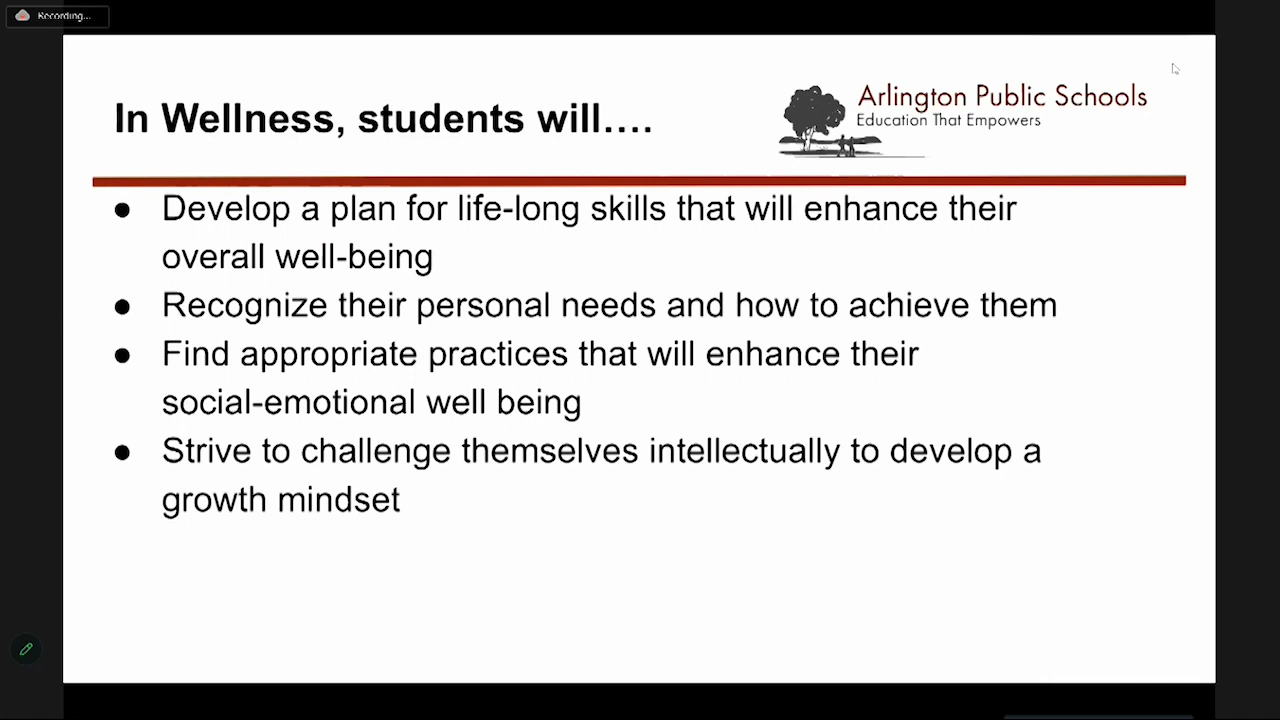 Recording...
In Wellness, students will....
Arlington Public Schools
Education That Empowers
● Develop a plan for life-long skills that will enhance their
overall well-being
● Recognize their personal needs and how to achieve them
● Find appropriate practices that will enhance their
social-emotional well being
● Strive to challenge themselves intellectually to develop a
growth mindset